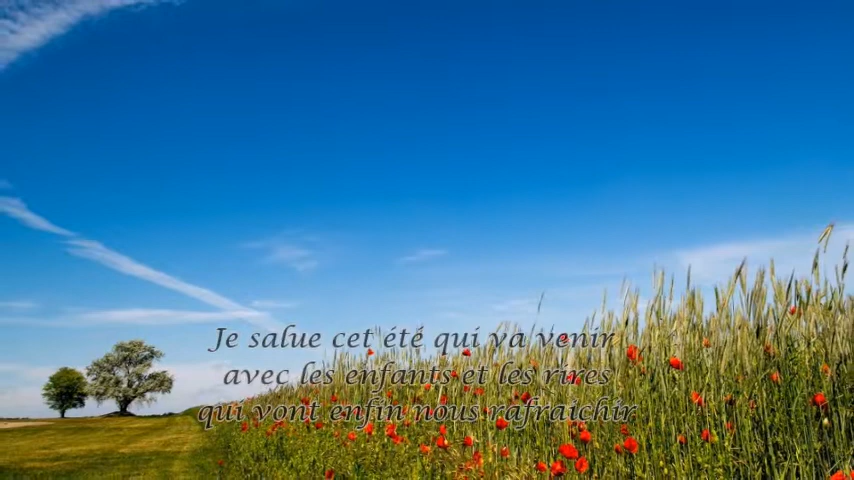 Je salue cet été qui va venir
avec les enfants et les rires
qui vont enfin nous rafraichir